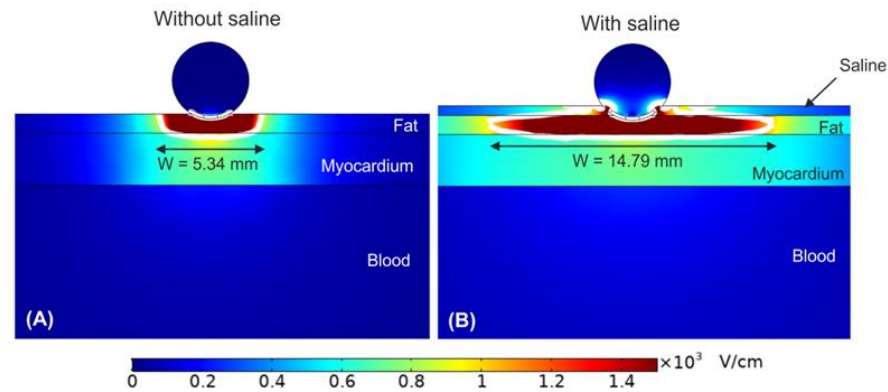 Without saline
With saline
Saline
Fat
Fat
W = 5.34 mm
W = 14.79 mm
Myocardium
Myocardium
Blood
Blood
(A)
(B)
×10³ V/cm
0 0.2 0.4 0.6 0.8 1 1.2 1.4